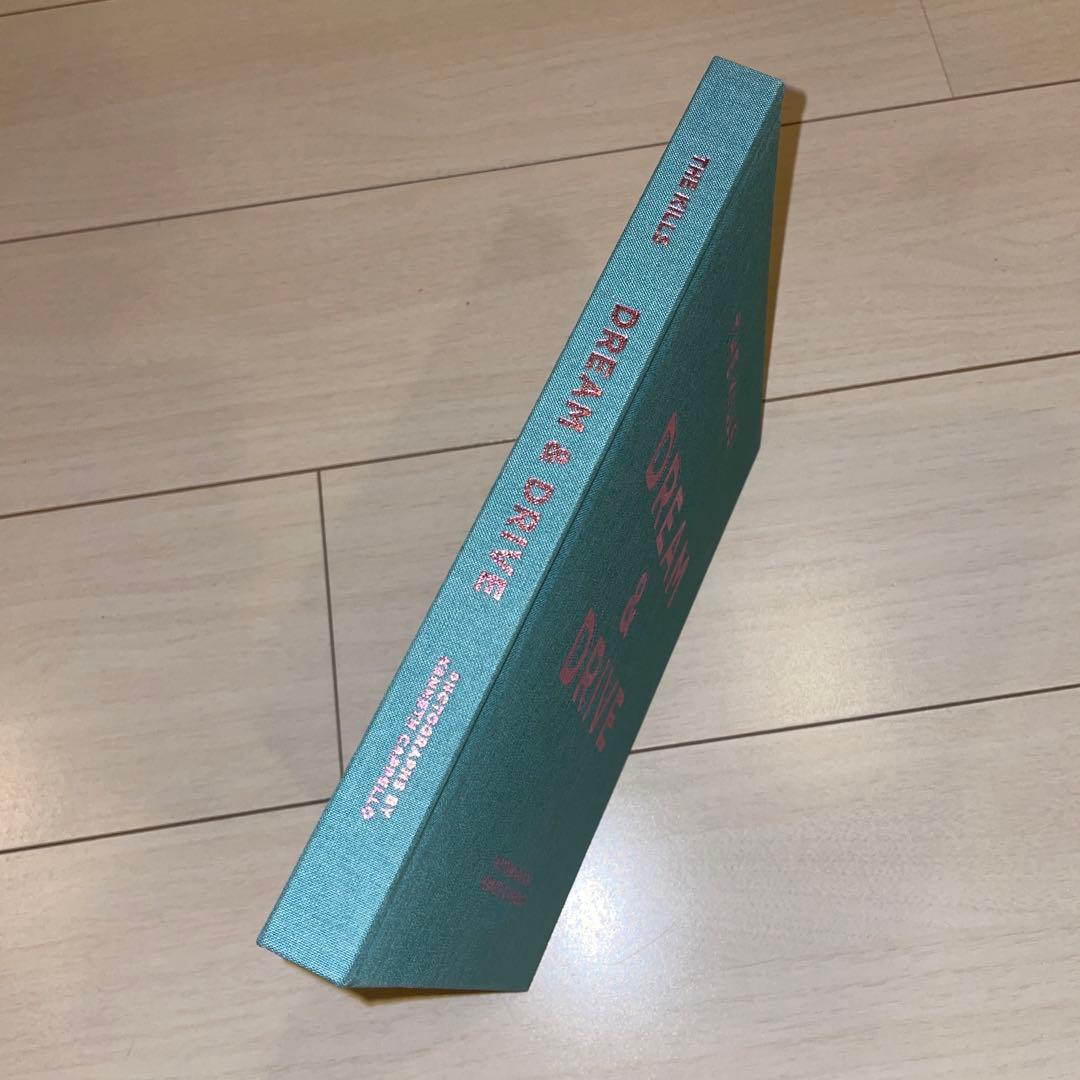 THE KILLS
DREAM & DRIVE
PHOTOGRAPHS BY
KENNETH CAPPELLO
DREAM
&
DRIVE